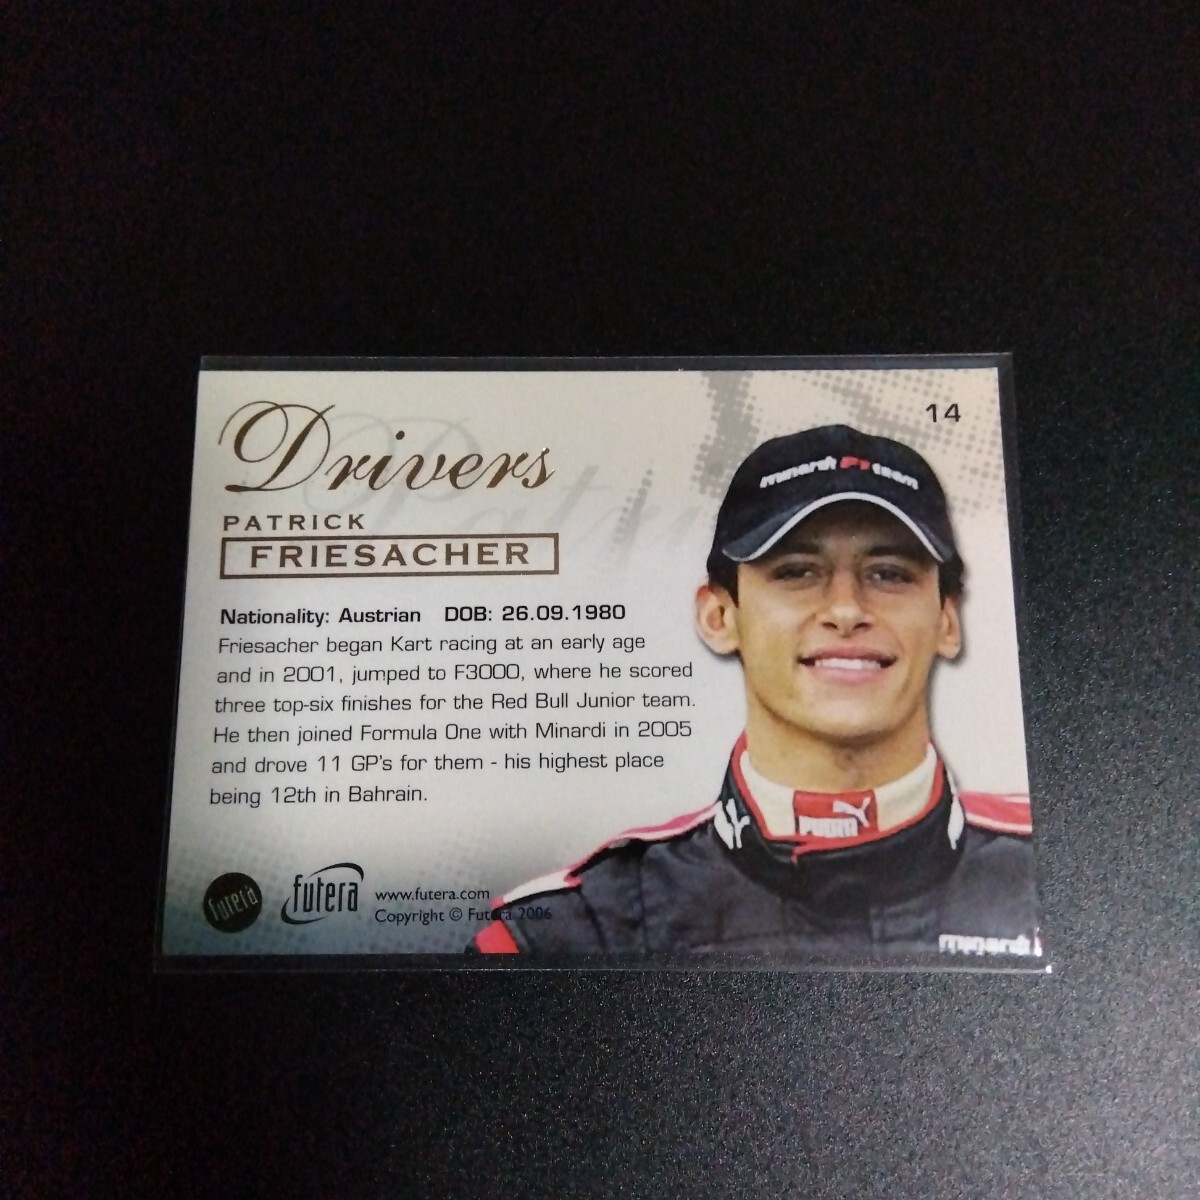 Drivers
14
PATRICK
FRIESACHER
Nationality: Austrian DOB: 26.09.1980
Friesacher began Kart racing at an early age
and in 2001, jumped to F3000, where he scored
three top-six finishes for the Red Bull Junior team.
He then joined Formula One with Minardi in 2005
and drove 11 GP's for them - his highest place
being 12th in Bahrain.
futera
futera
www.futera.com
Copyright © Futera 2006
minardi F1 team
PUMA
minardi